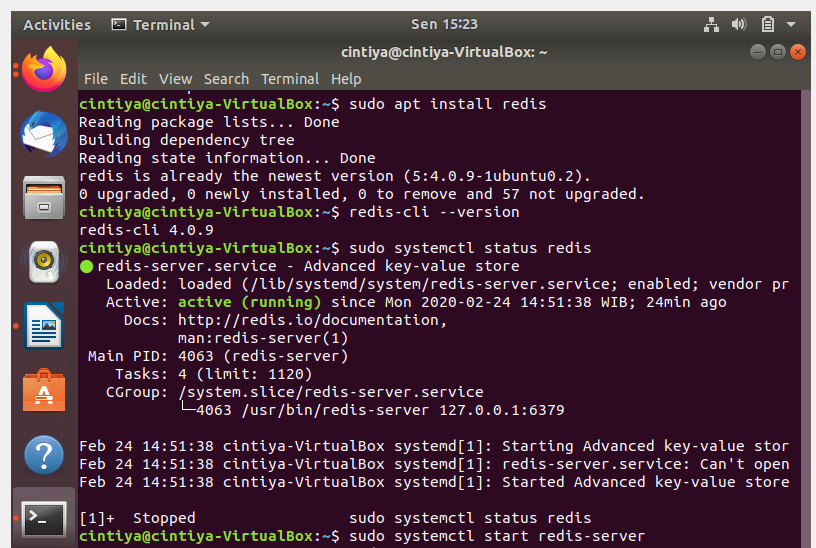 Activities Terminal Sen 15:23
cintiya@cintiya-VirtualBox: ~
File Edit View Search Terminal Help
cintiya@cintiya-VirtualBox:~$ sudo apt install redis
Reading package lists... Done
Building dependency tree
Reading state information... Done
redis is already the newest version (5:4.0.9-1ubuntu0.2).
0 upgraded, 0 newly installed, 0 to remove and 57 not upgraded.
cintiya@cintiya-VirtualBox:~$ redis-cli --version
redis-cli 4.0.9
cintiya@cintiya-VirtualBox:~$ sudo systemctl status redis
● redis-server.service - Advanced key-value store
   Loaded: loaded (/lib/systemd/system/redis-server.service; enabled; vendor pr
   Active: active (running) since Mon 2020-02-24 14:51:38 WIB; 24min ago
     Docs: http://redis.io/documentation,
           man:redis-server(1)
 Main PID: 4063 (redis-server)
    Tasks: 4 (limit: 1120)
   CGroup: /system.slice/redis-server.service
           └─4063 /usr/bin/redis-server 127.0.0.1:6379
Feb 24 14:51:38 cintiya-VirtualBox systemd[1]: Starting Advanced key-value stor
Feb 24 14:51:38 cintiya-VirtualBox systemd[1]: redis-server.service: Can't open
Feb 24 14:51:38 cintiya-VirtualBox systemd[1]: Started Advanced key-value store
[1]+  Stopped                 sudo systemctl status redis
cintiya@cintiya-VirtualBox:~$ sudo systemctl start redis-server